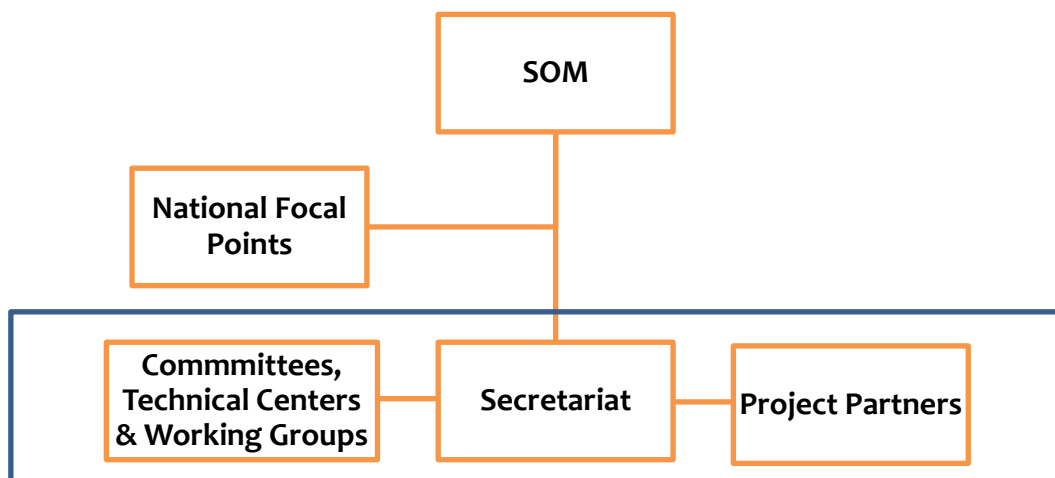 SOM
National Focal
Points
Commmittees,
Technical Centers
& Working Groups
Secretariat
Project Partners